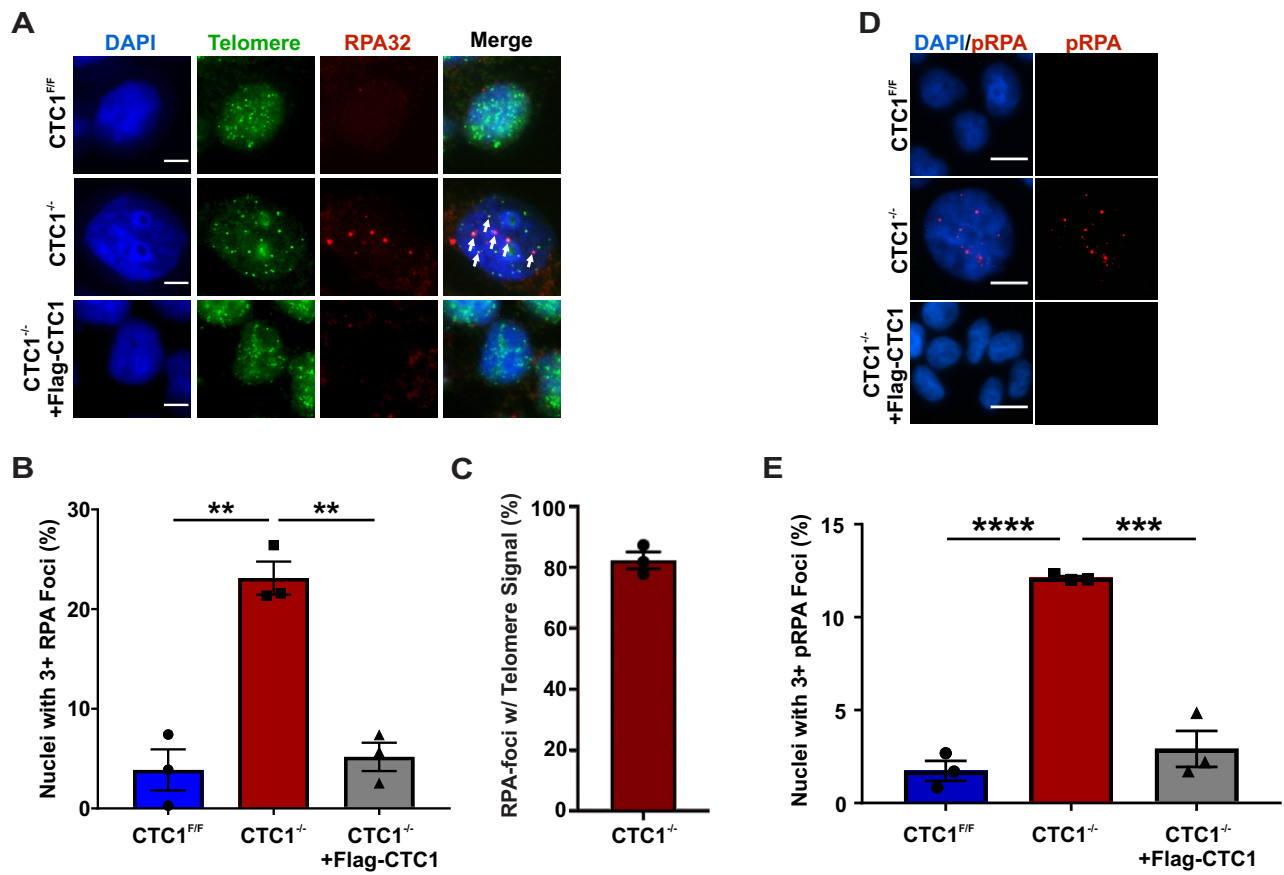 A
DAPI Telomere RPA32 Merge
CTC1F/F
CTC1-/-
CTC1-/-
+Flag-CTC1
D
DAPI/pRPA pRPA
CTC1F/F
CTC1-/-
CTC1-/-
+Flag-CTC1
B
Nuclei with 3+ RPA Foci (%)
30
20
10
0
** **
CTC1F/F CTC1-/- CTC1-/-
+Flag-CTC1
C
RPA-foci w/ Telomere Signal (%)
100
80
60
40
20
0
CTC1-/-
E
Nuclei with 3+ pRPA Foci (%)
15
10
5
0
**** ***
CTC1F/F CTC1-/- CTC1-/-
+Flag-CTC1